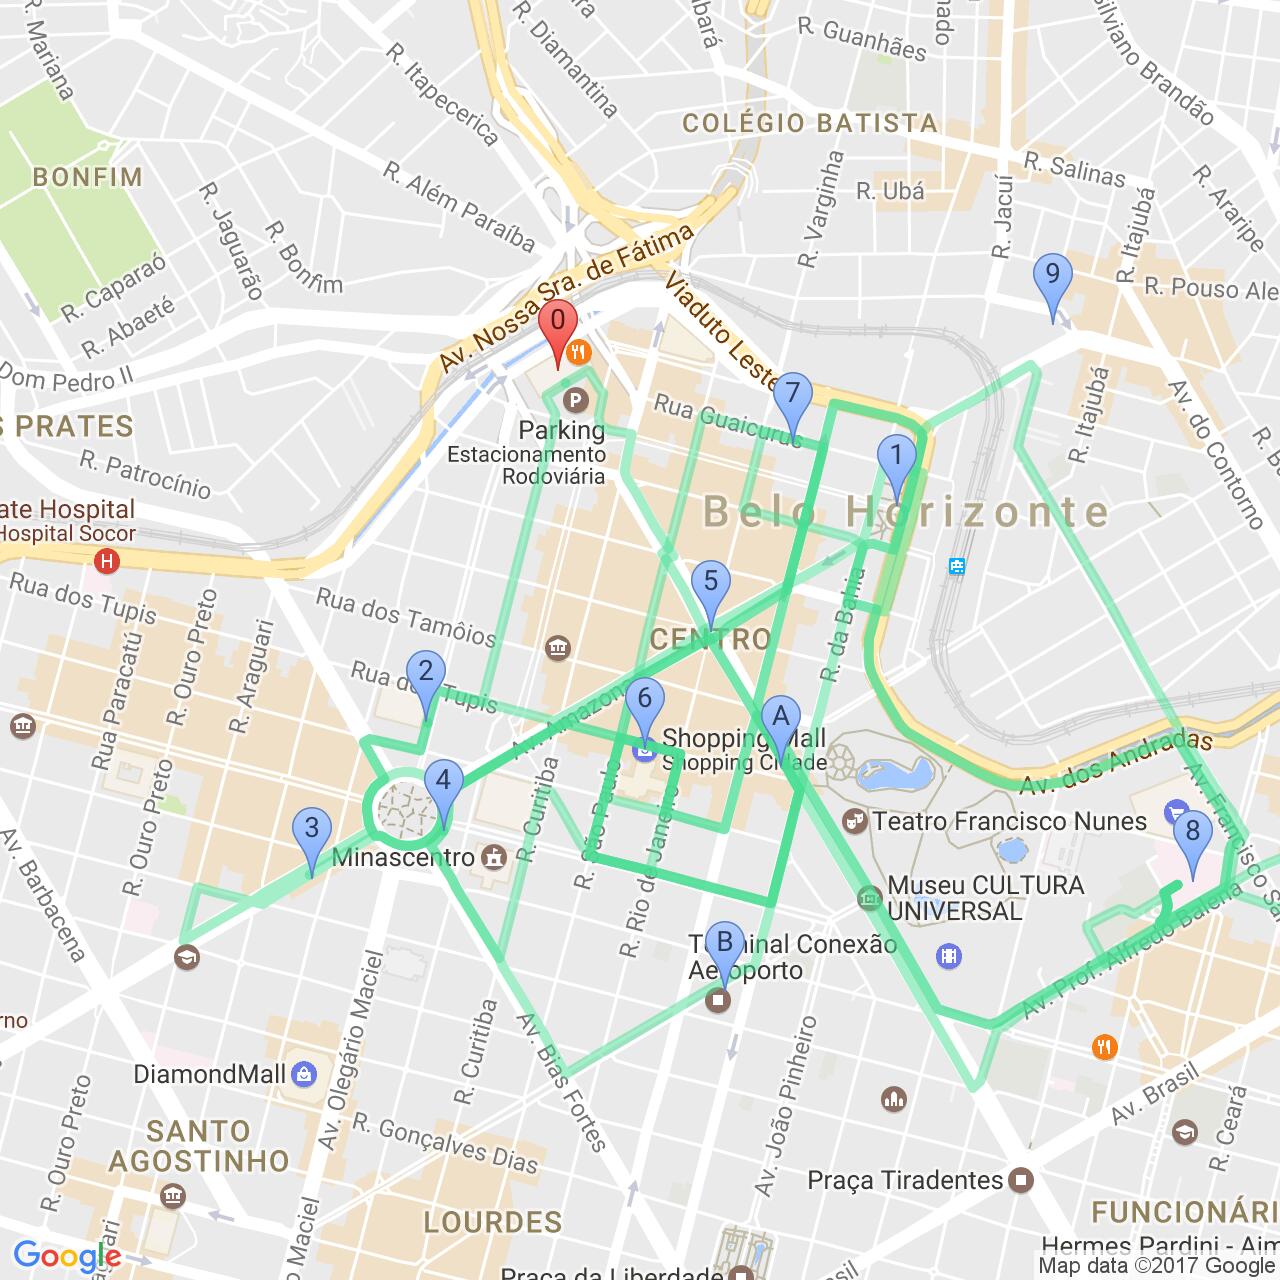 R. Mariana
R. Itapecerica
R. Diamantina
R. Guanhães
Silviano Brandão
COLÉGIO BATISTA
BONFIM
R. Além Paraíba
R. Jaguarão
R. Bonfim
R. Varginha
R. Ubá
R. Jacuí
R. Salinas
R. Itajubá
R. Araripe
R. Caparaó
R. Abaeté
Av. Nossa Sra. de Fátima
Viaduto Leste
R. Pouso Ale
9
0
Dom Pedro II
S PRATES
R. Patrocínio
P
Parking
Estacionamento
Rodoviária
Rua Guaicurus
7
1
R. Itajubá
Av. do Contorno
Belo Horizonte
ate Hospital
Hospital Socor
H
Rua dos Tupis
R. Ouro Preto
Rua Paracatú
R. Araguari
Rua dos Tamôios
Rua dos Tupis
2
5
CENTRO
R. da Bahia
6
A
Av. Amazonas
Shopping Mall
Shopping Cidade
Av. dos Andradas
Av. Francisco Sa
4
3
Minascentro
R. Curitiba
R. São Paulo
R. Rio de Janeiro
Teatro Francisco Nunes
8
Museu CULTURA
UNIVERSAL
Av. Prof. Alfredo Balena
R. Ouro Preto
Av. Barbacena
B
Terminal Conexão
Aeroporto
rno
DiamondMall
Av. Olegário Maciel
R. Curitiba
Av. Bias Fortes
Av. João Pinheiro
Av. Brasil
R. Ceará
R. Ouro Preto
SANTO
AGOSTINHO
R. Gonçalves Dias
LOURDES
Praça Tiradentes
FUNCIONÁRI
Google
Maciel
Praça da Liberdade
Hermes Pardini - Aim
Map data ©2017 Google